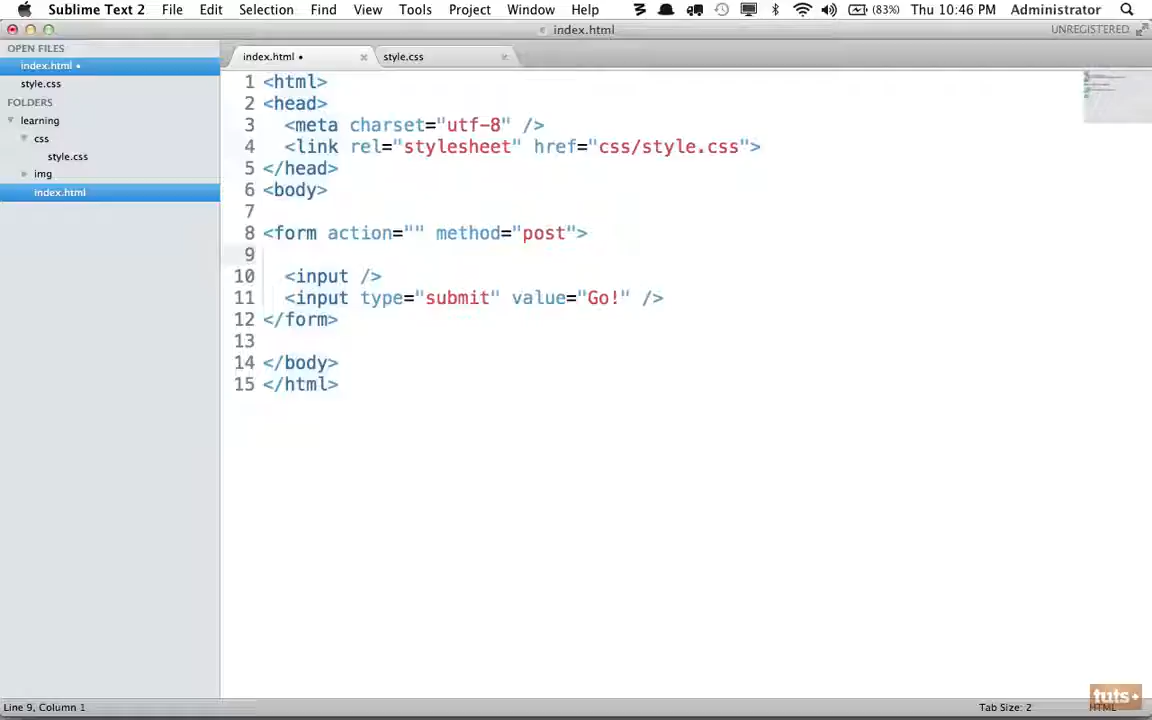 Sublime Text 2 File Edit Selection Find View Tools Project Window Help (83%) Thu 10:46 PM Administrator
index.html UNREGISTERED
OPEN FILES
index.html
style.css
FOLDERS
learning
css
style.css
img
index.html
index.html style.css
1 <html>
2 <head>
3 <meta charset="utf-8" />
4 <link rel="stylesheet" href="css/style.css">
5 </head>
6 <body>
7
8 <form action="" method="post">
9
10 <input />
11 <input type="submit" value="Go!" />
12 </form>
13
14 </body>
15 </html>
Line 9, Column 1 Tab Size: 2 HTML
tuts+